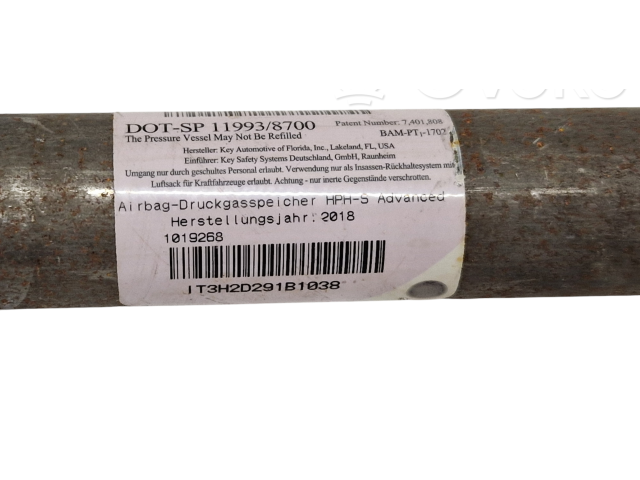 DOT-SP 11993/8700 Patent Number: 7,401,808
The Pressure Vessel May Not Be Refilled BAM-PT₁-1702
Hersteller: Key Automotive of Florida, Inc., Lakeland, FL, USA
Einführer: Key Safety Systems Deutschland, GmbH, Raunheim
Umgang nur durch geschultes Personal erlaubt. Verwendung nur als Insassen-Rückhaltesystem mit
Luftsack für Kraftfahrzeuge erlaubt. Achtung - nur inerte Gegenstände verschrotten.
Airbag-Druckgasspeicher HPH-S Advanced
Herstellungsjahr: 2018
1019268
1T3H2D291B1038